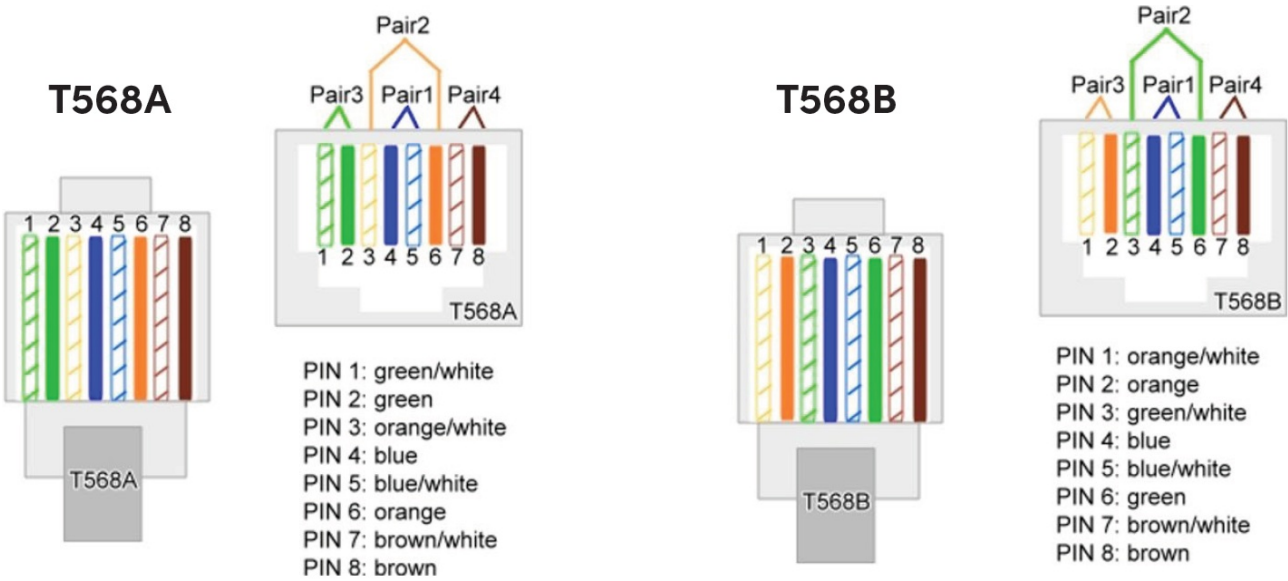 T568A
1 2 3 4 5 6 7 8
T568A
Pair2
Pair3 Pair1 Pair4
1 2 3 4 5 6 7 8
T568A
PIN 1: green/white
PIN 2: green
PIN 3: orange/white
PIN 4: blue
PIN 5: blue/white
PIN 6: orange
PIN 7: brown/white
PIN 8: brown
T568B
1 2 3 4 5 6 7 8
T568B
Pair2
Pair3 Pair1 Pair4
1 2 3 4 5 6 7 8
T568B
PIN 1: orange/white
PIN 2: orange
PIN 3: green/white
PIN 4: blue
PIN 5: blue/white
PIN 6: green
PIN 7: brown/white
PIN 8: brown